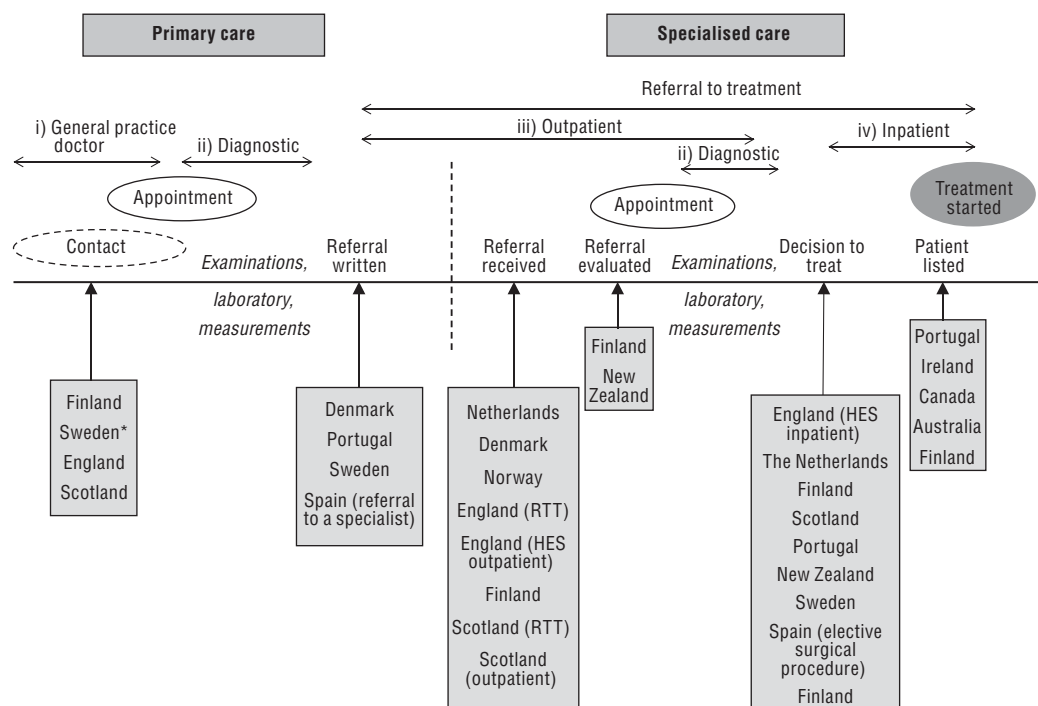 Primary care
Specialised care
Referral to treatment
i) General practice
doctor
iii) Outpatient
iv) Inpatient
ii) Diagnostic
ii) Diagnostic
Appointment
Appointment
Treatment
started
Contact
Examinations,
laboratory,
measurements
Referral
written
Referral
received
Referral
evaluated
Examinations,
laboratory,
measurements
Decision to
treat
Patient
listed
Finland
Sweden*
England
Scotland
Denmark
Portugal
Sweden
Spain (referral
to a specialist)
Netherlands
Denmark
Norway
England (RTT)
England (HES
outpatient)
Finland
Scotland (RTT)
Scotland
(outpatient)
Finland
New
Zealand
England (HES
inpatient)
The Netherlands
Finland
Scotland
Portugal
New Zealand
Sweden
Spain (elective
surgical
procedure)
Finland
Portugal
Ireland
Canada
Australia
Finland